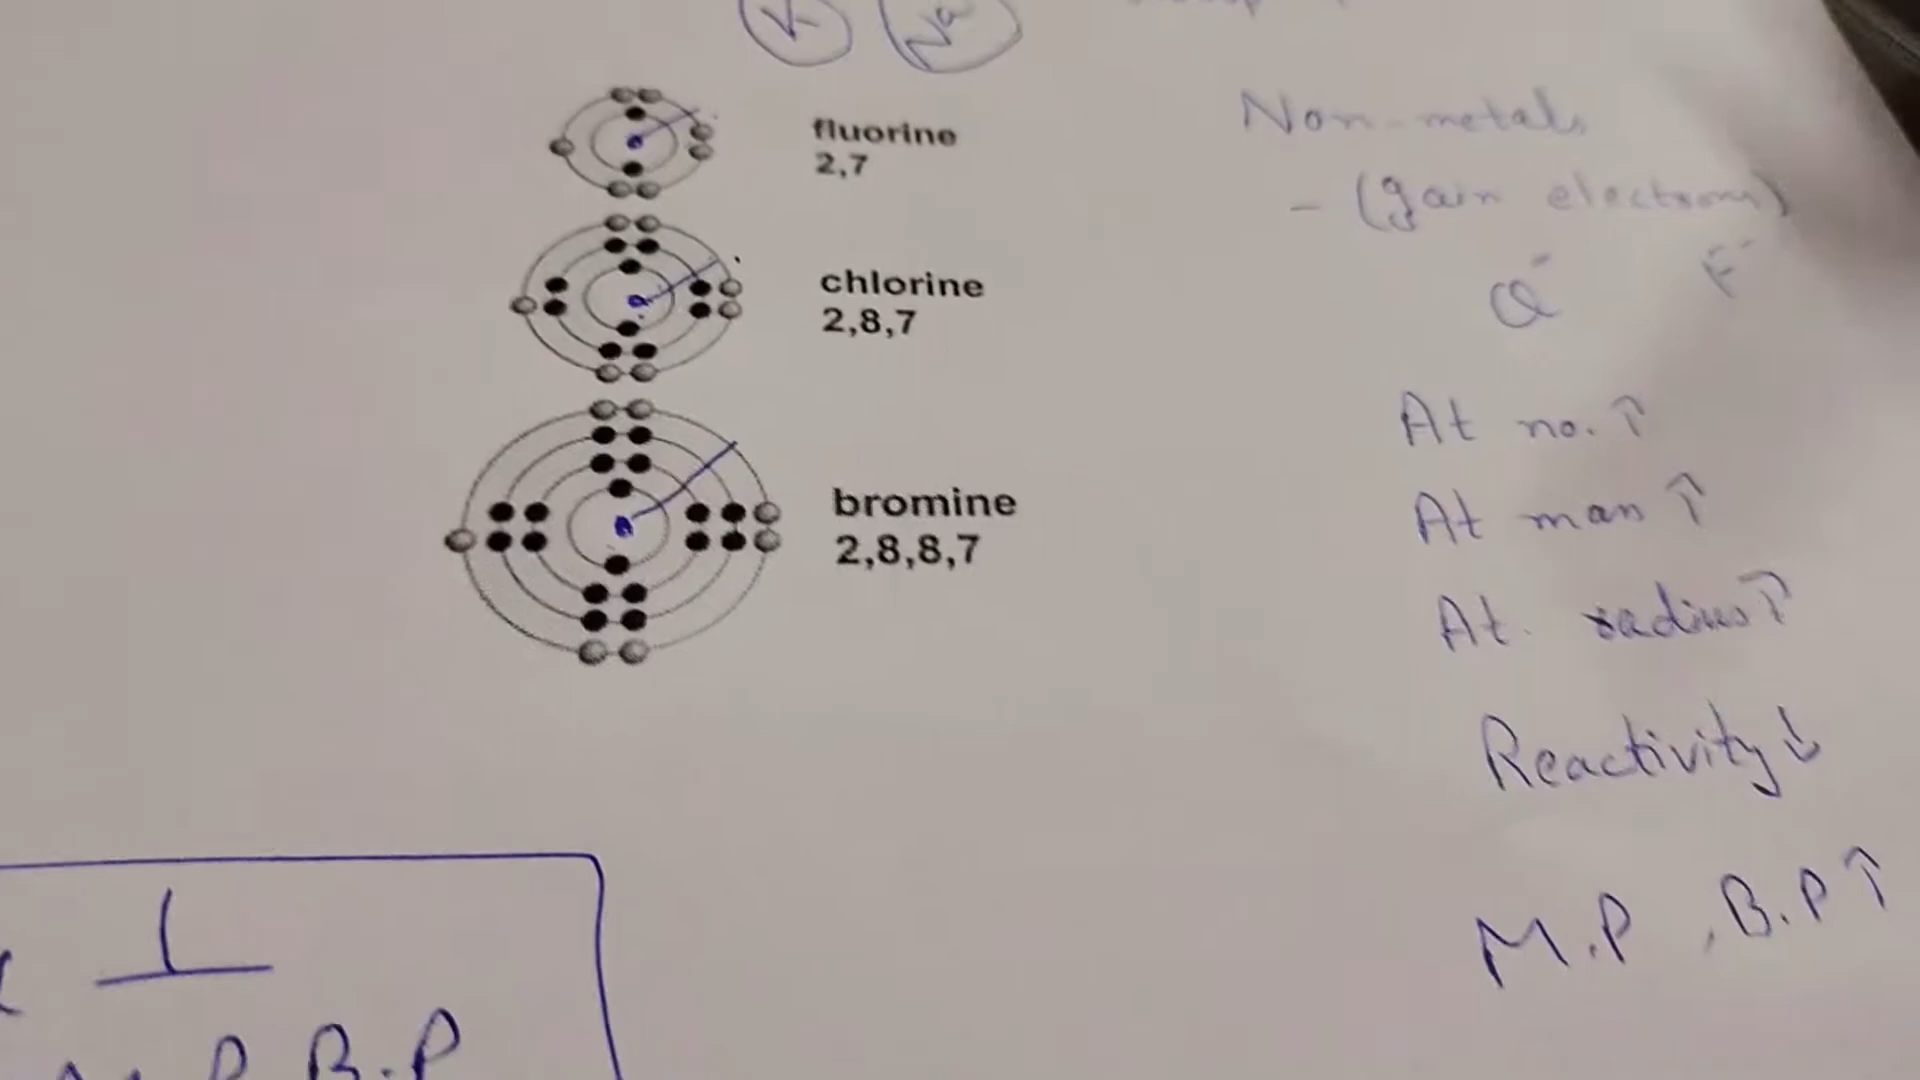 K Na
fluorine
2,7
chlorine
2,8,7
bromine
2,8,8,7
Non-metals
- (gain electrons)
Cl⁻ F⁻
At no. ↑
At mass ↑
At. radius ↑
Reactivity ↓
M.P , B.P ↑
1
M.P B.P